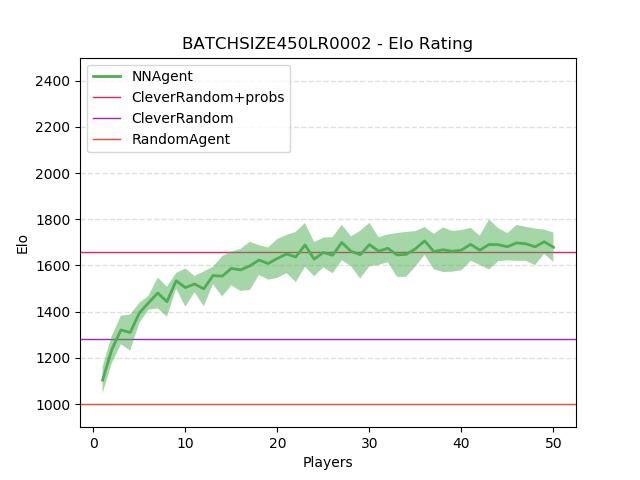 BATCHSIZE450LR0002 - Elo Rating
NNAgent
CleverRandom+probs
CleverRandom
RandomAgent
Elo
2400
2200
2000
1800
1600
1400
1200
1000
0 10 20 30 40 50
Players